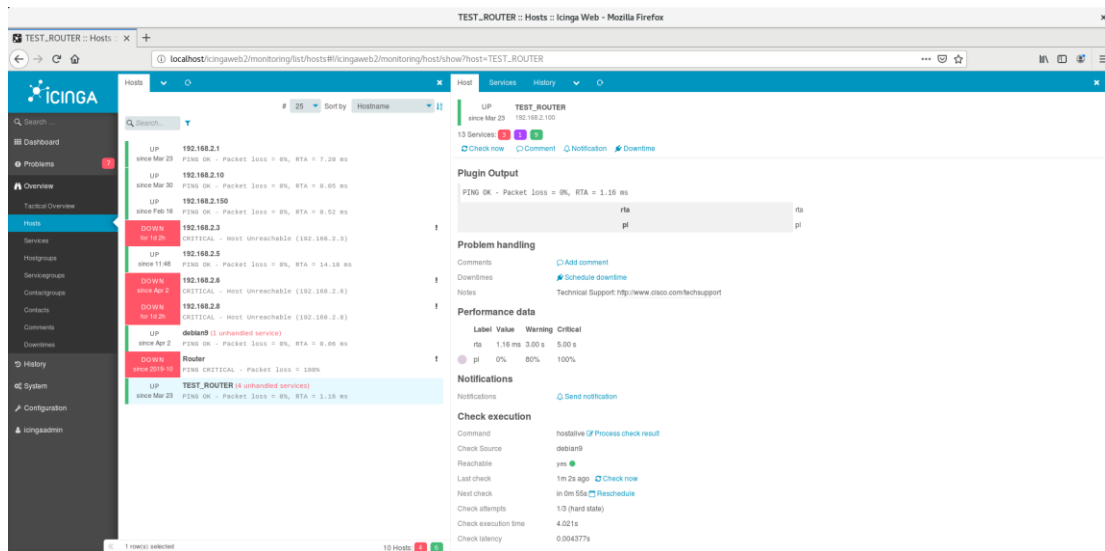 TEST_ROUTER :: Hosts :: Icinga Web - Mozilla Firefox
TEST_ROUTER :: Hosts ::
localhost/icingaweb2/monitoring/list/hosts#!/icingaweb2/monitoring/host/show?host=TEST_ROUTER
ICINGA
Search ...
Dashboard
Problems 7
Overview
Tactical Overview
Hosts
Services
Hostgroups
Servicegroups
Contactgroups
Contacts
Comments
Downtimes
History
System
Configuration
icingaadmin
Hosts
# 25 Sort by Hostname
Search...
UP 192.168.2.1
since Mar 23 PING OK - Packet loss = 0%, RTA = 7.20 ms
UP 192.168.2.10
since Mar 30 PING OK - Packet loss = 0%, RTA = 0.05 ms
UP 192.168.2.150
since Feb 16 PING OK - Packet loss = 0%, RTA = 0.52 ms
DOWN 192.168.2.3 !
for 1d 2h CRITICAL - Host Unreachable (192.168.2.3)
UP 192.168.2.5
since 11:46 PING OK - Packet loss = 0%, RTA = 14.18 ms
DOWN 192.168.2.6 !
since Apr 2 CRITICAL - Host Unreachable (192.168.2.6)
DOWN 192.168.2.8 !
for 1d 2h CRITICAL - Host Unreachable (192.168.2.8)
UP debian9 (1 unhandled service)
since Apr 2 PING OK - Packet loss = 0%, RTA = 0.06 ms
DOWN Router !
since 2019-10 PING CRITICAL - Packet loss = 100%
UP TEST_ROUTER (4 unhandled services)
since Mar 23 PING OK - Packet loss = 0%, RTA = 1.16 ms
1 row(s) selected
10 Hosts: 4 6
Host Services History
UP TEST_ROUTER
since Mar 23 192.168.2.100
13 Services: 3 1 9
Check now Comment Notification Downtime
Plugin Output
PING OK - Packet loss = 0%, RTA = 1.16 ms
rta rta
pl pl
Problem handling
Comments Add comment
Downtimes Schedule downtime
Notes Technical Support: http://www.cisco.com/techsupport
Performance data
Label Value Warning Critical
rta 1.16 ms 3.00 s 5.00 s
pl 0% 80% 100%
Notifications
Notifications Send notification
Check execution
Command hostalive Process check result
Check Source debian9
Reachable yes
Last check 1m 2s ago Check now
Next check in 0m 55s Reschedule
Check attempts 1/3 (hard state)
Check execution time 4.021s
Check latency 0.004377s